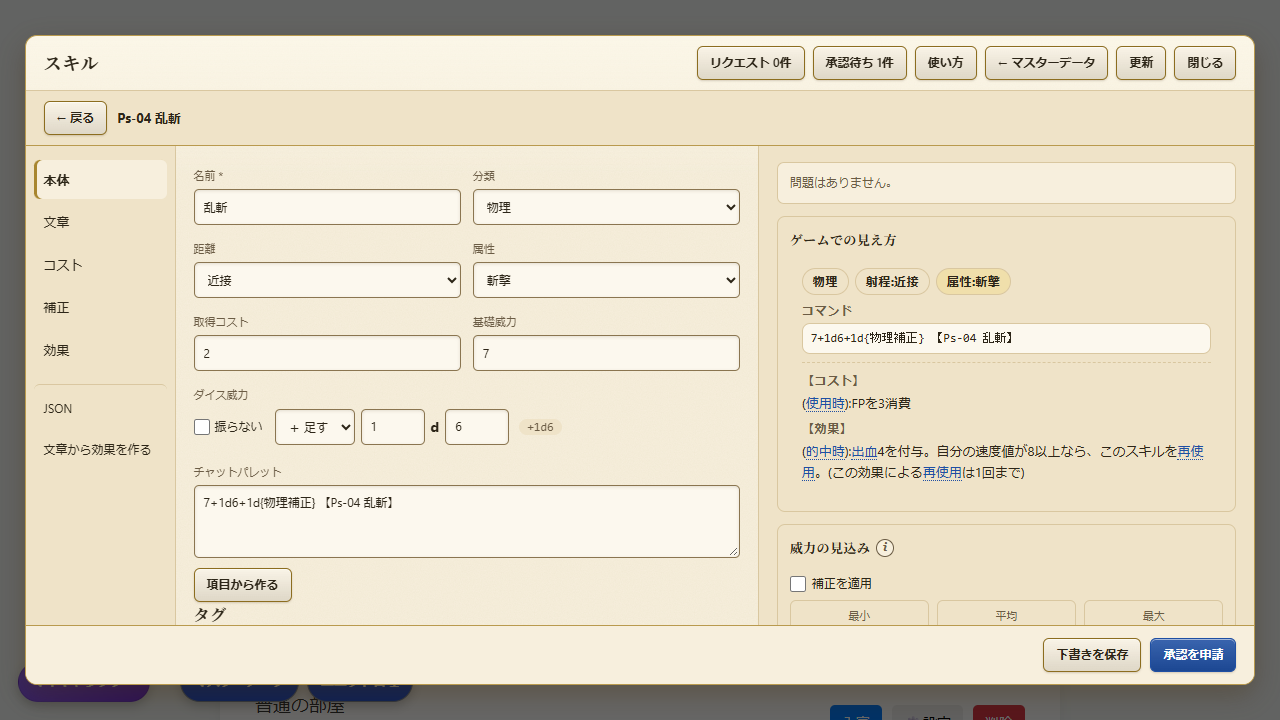 スキル
リクエスト 0件
承認待ち 1件
使い方
← マスターデータ
更新
閉じる
← 戻る
Ps-04 乱斬
本体
文章
コスト
補正
効果
JSON
文章から効果を作る
名前 *
分類
乱斬
物理
距離
属性
近接
斬撃
取得コスト
基礎威力
2
7
ダイス威力
振らない
+ 足す
1
d
6
+1d6
チャットパレット
7+1d6+1d{物理補正} 【Ps-04 乱斬】
項目から作る
タグ
問題はありません。
ゲームでの見え方
物理
射程:近接
属性:斬撃
コマンド
7+1d6+1d{物理補正} 【Ps-04 乱斬】
【コスト】
(使用時):FPを3消費
【効果】
(的中時):出血4を付与。自分の速度値が8以上なら、このスキルを再使
用。(この効果による再使用は1回まで)
威力の見込み i
補正を適用
最小
平均
最大
下書きを保存
承認を申請
普通の部屋